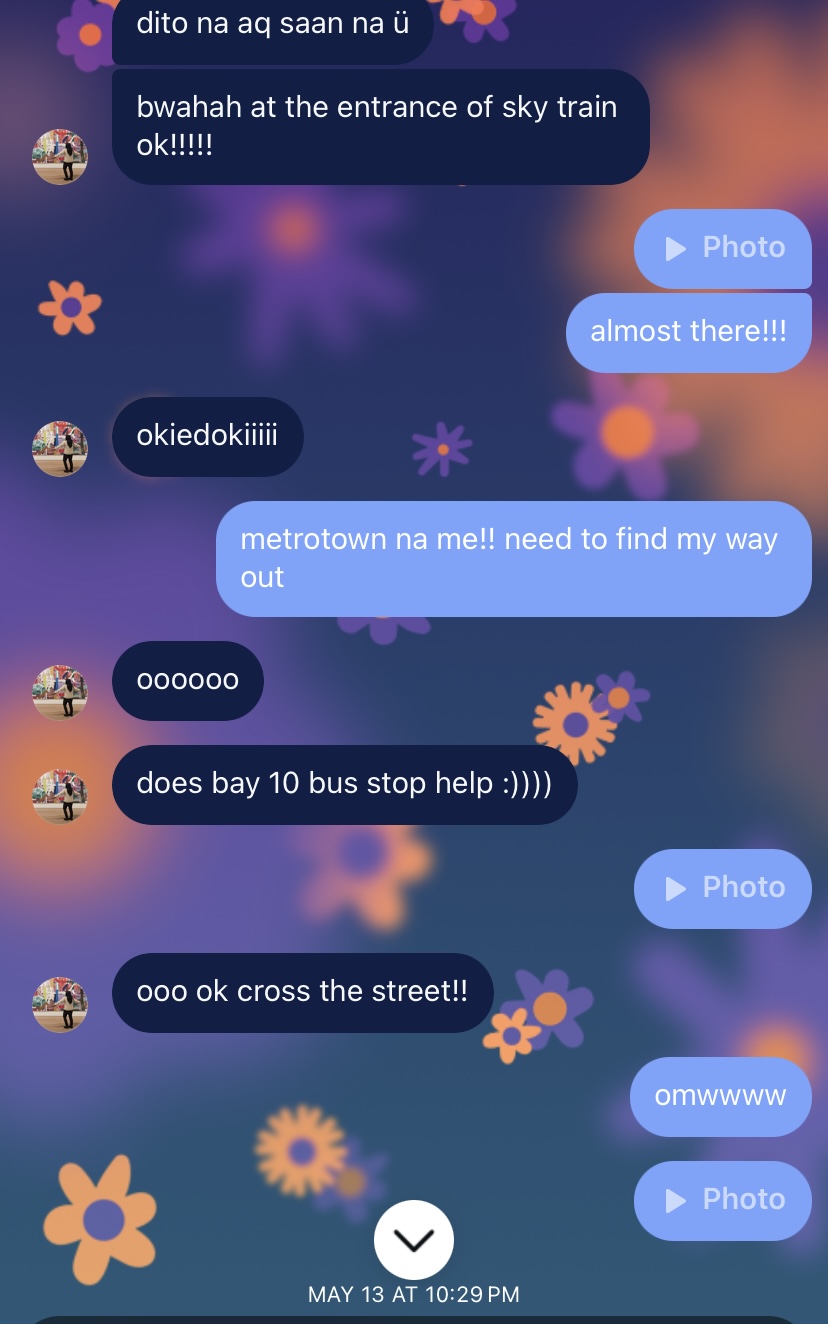 dito na aq saan na ü
bwahah at the entrance of sky train
ok!!!!!
Photo
almost there!!!
okiedokiiiii
metrotown na me!! need to find my way
out
oooooo
does bay 10 bus stop help :))))
Photo
ooo ok cross the street!!
omwwww
Photo
MAY 13 AT 10:29 PM